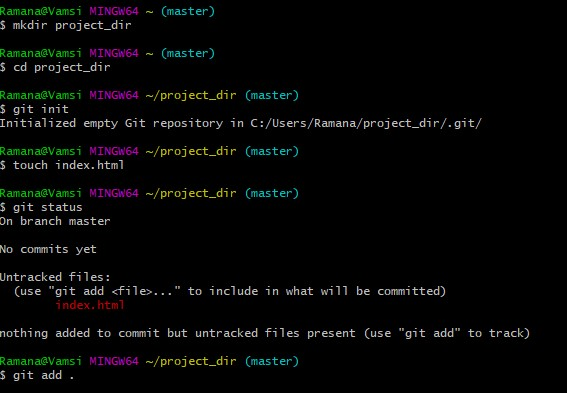 Ramana@Vamsi MINGW64 ~ (master)
$ mkdir project_dir
Ramana@Vamsi MINGW64 ~ (master)
$ cd project_dir
Ramana@Vamsi MINGW64 ~/project_dir (master)
$ git init
Initialized empty Git repository in C:/Users/Ramana/project_dir/.git/
Ramana@Vamsi MINGW64 ~/project_dir (master)
$ touch index.html
Ramana@Vamsi MINGW64 ~/project_dir (master)
$ git status
On branch master
No commits yet
Untracked files:
  (use "git add <file>..." to include in what will be committed)
        index.html
nothing added to commit but untracked files present (use "git add" to track)
Ramana@Vamsi MINGW64 ~/project_dir (master)
$ git add .